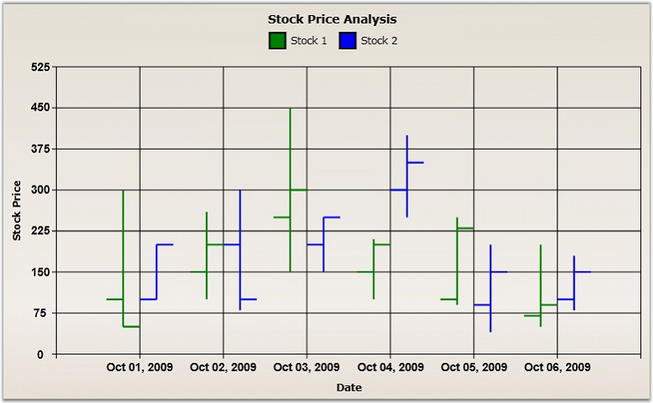 Stock Price Analysis
Stock 1 Stock 2
525
450
375
300
225
150
75
0
Stock Price
Oct 01, 2009 Oct 02, 2009 Oct 03, 2009 Oct 04, 2009 Oct 05, 2009 Oct 06, 2009
Date